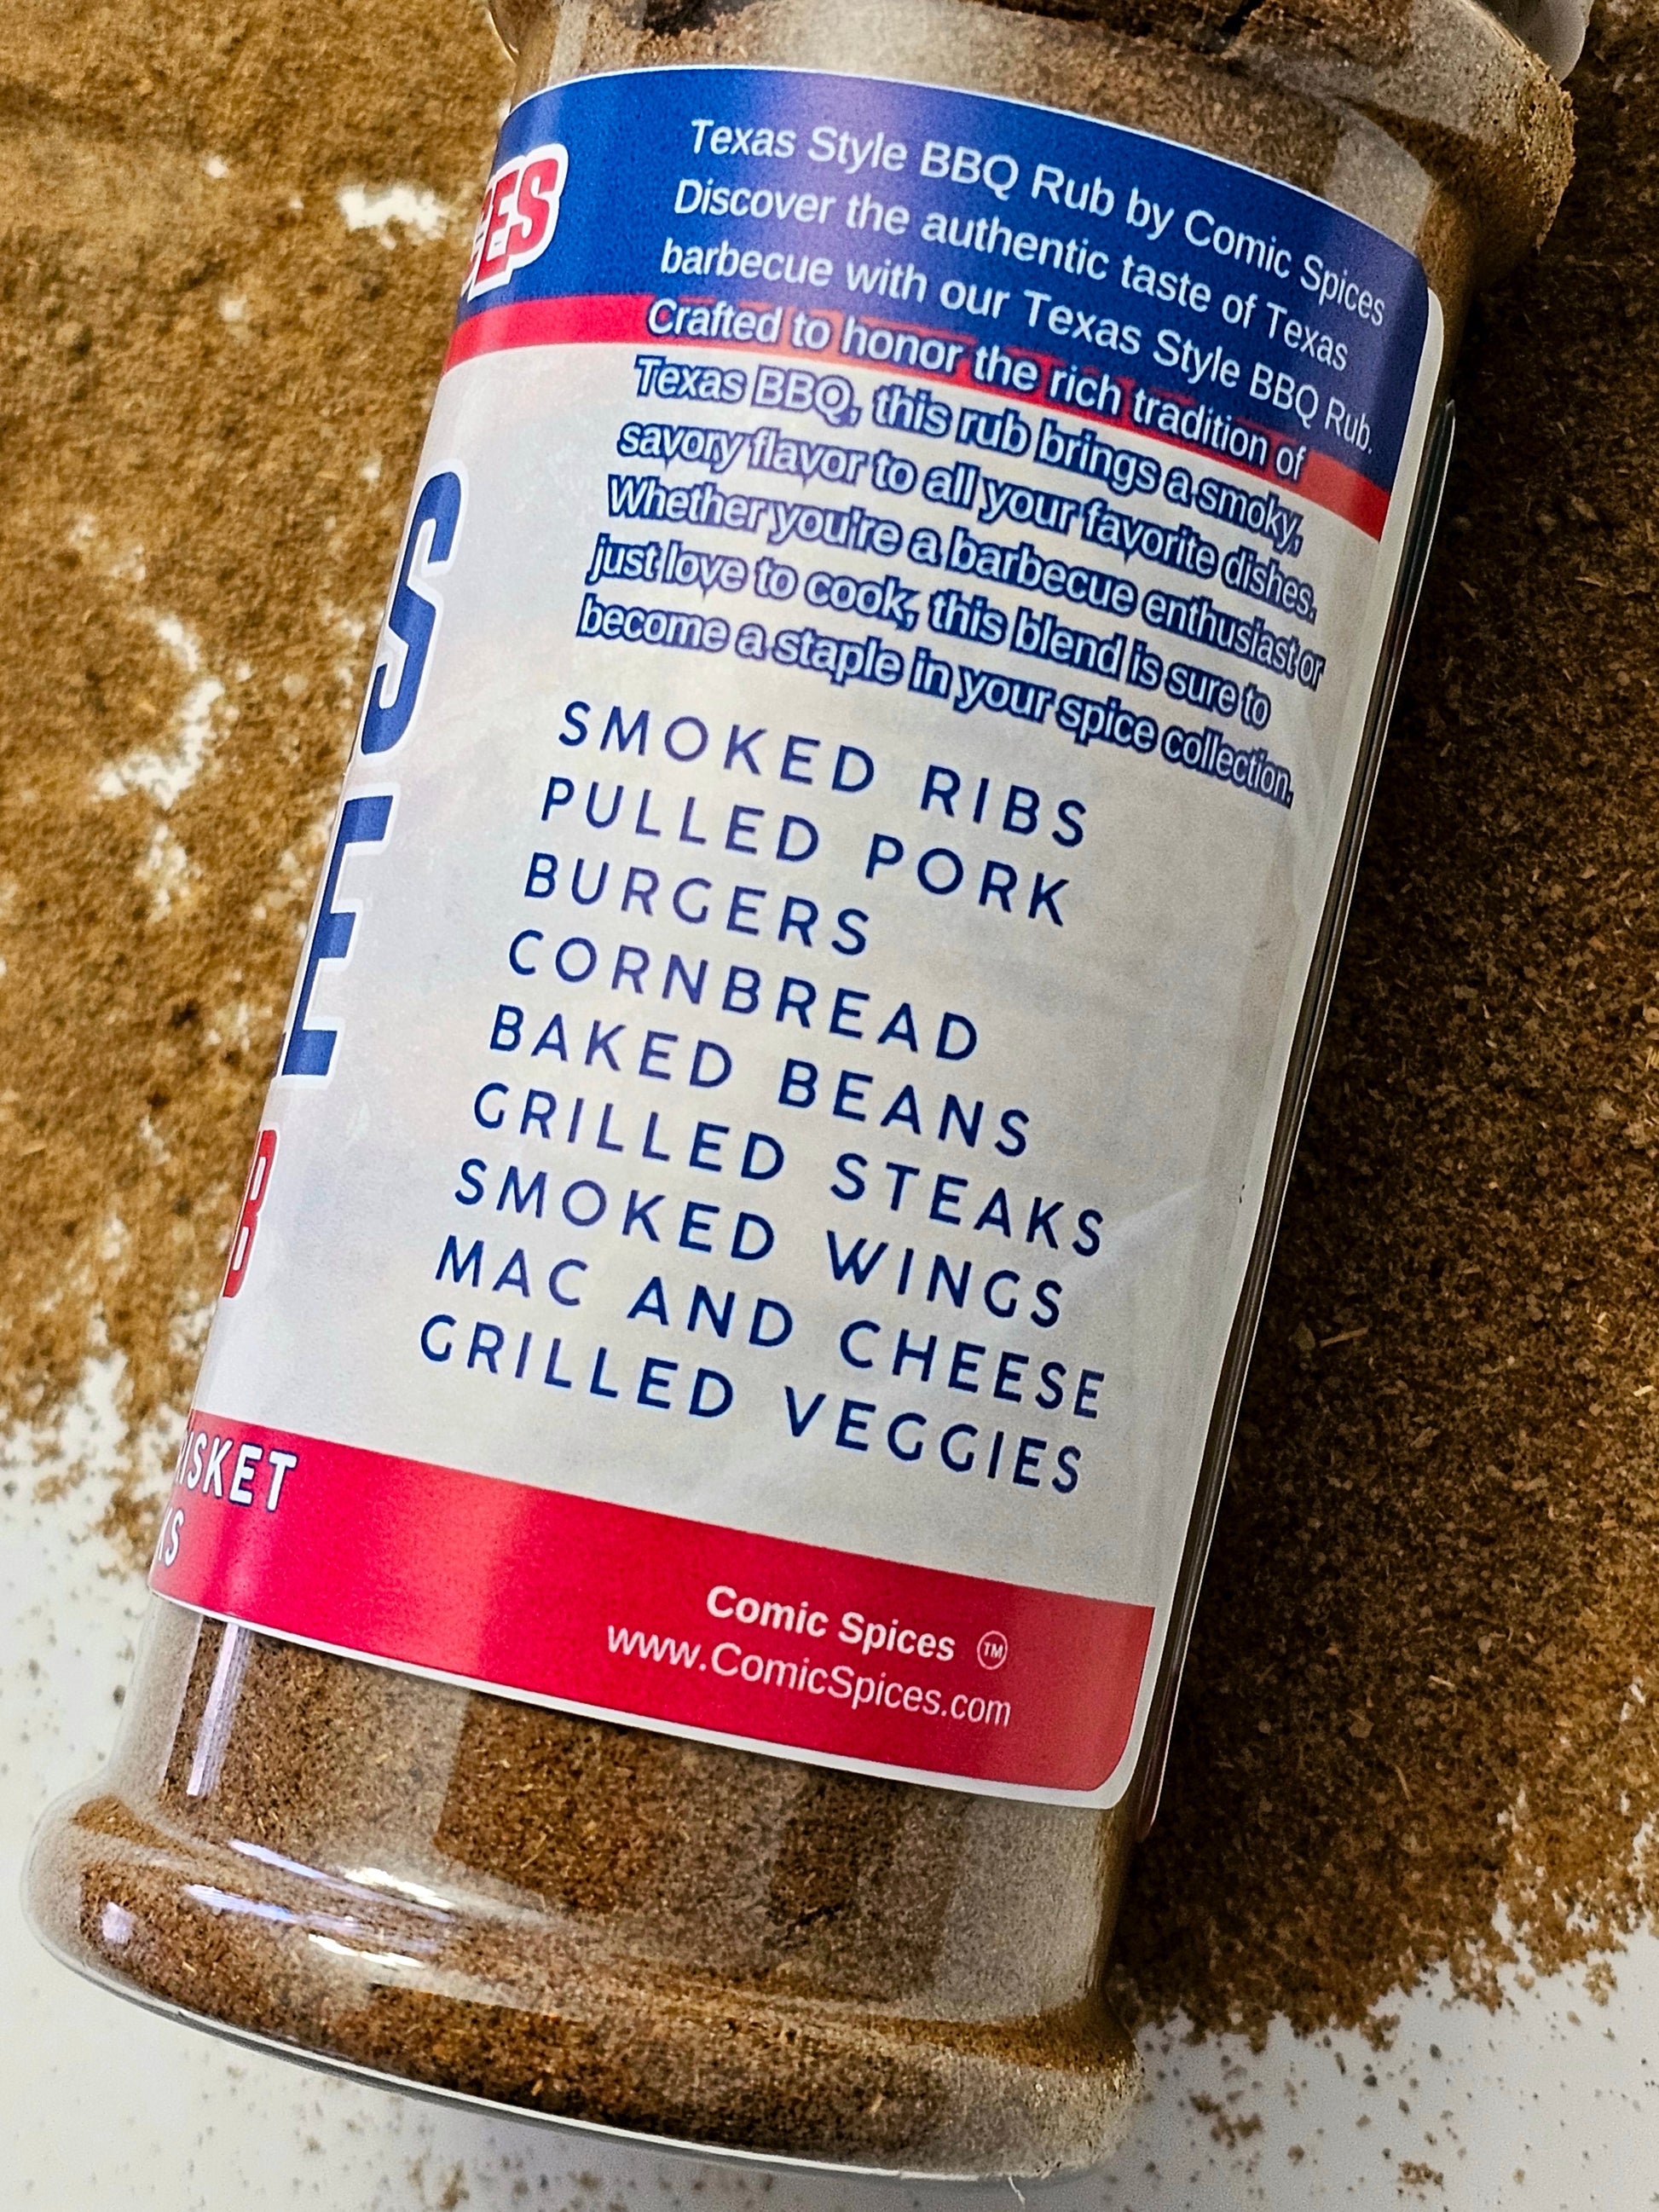 Texas Style BBQ Rub by Comic Spices
Discover the authentic taste of Texas
barbecue with our Texas Style BBQ Rub.
Crafted to honor the rich tradition of
Texas BBQ, this rub brings a smoky,
savory flavor to all your favorite dishes.
Whether you're a barbecue enthusiast or
just love to cook, this blend is sure to
become a staple in your spice collection.
SMOKED RIBS
PULLED PORK
BURGERS
CORNBREAD
BAKED BEANS
GRILLED STEAKS
SMOKED WINGS
MAC AND CHEESE
GRILLED VEGGIES
Comic Spices ™
www.ComicSpices.com